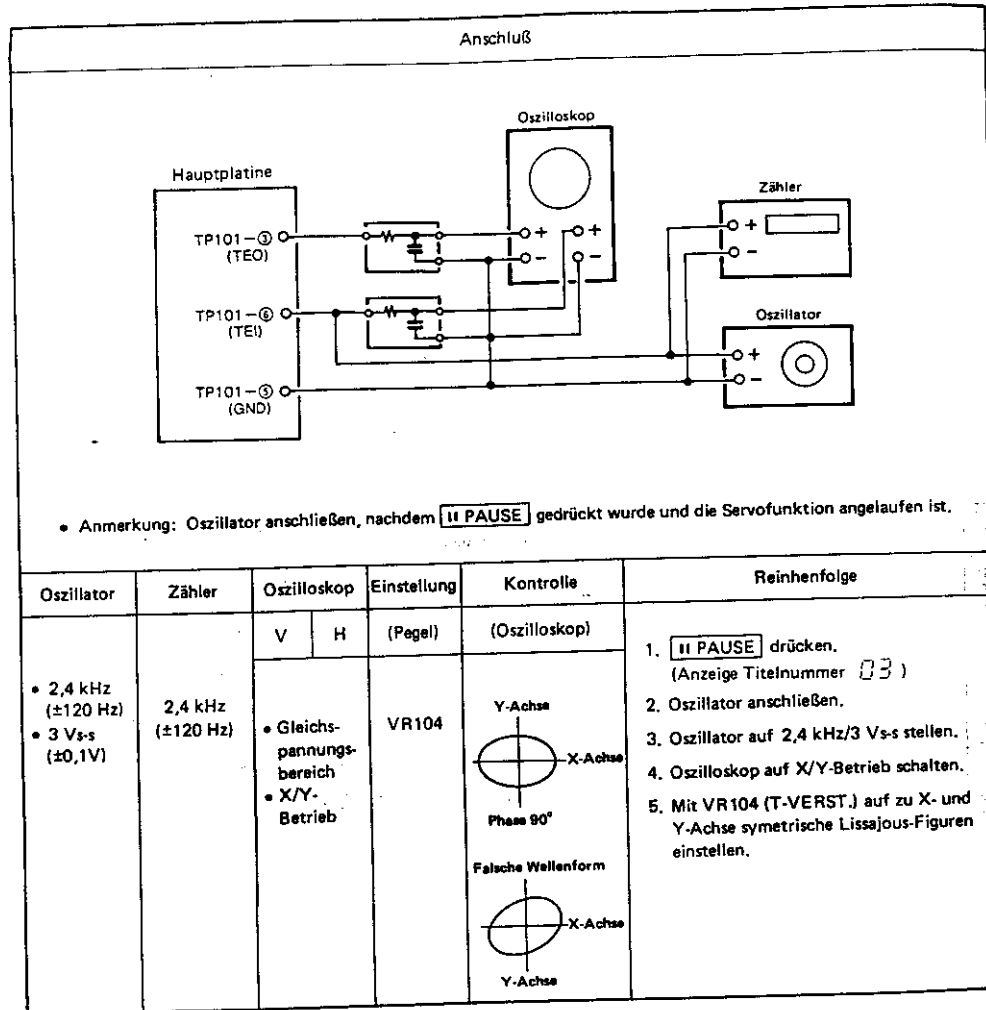 Anschluß
Oszilloskop
Hauptplatine
Zähler
TP101–③
(TEO)
+ +
– –
+
–
TP101–⑥
(TEI)
Oszillator
+
–
TP101–⑤
(GND)
• Anmerkung: Oszillator anschließen, nachdem II PAUSE gedrückt wurde und die Servofunktion angelaufen ist.
Oszillator Zähler Oszilloskop Einstellung Kontrolle Reinhenfolge
V H (Pegel) (Oszilloskop)
• 2,4 kHz
(±120 Hz)
• 3 Vs-s
(±0,1V)
2,4 kHz
(±120 Hz)
• Gleichs-
pannungs-
bereich
• X/Y-
Betrieb
VR104
Y-Achse
X-Achse
Phase 90°
Falsche Wellenform
X-Achse
Y-Achse
1. II PAUSE drücken.
(Anzeige Titelnummer 03 )
2. Oszillator anschließen.
3. Oszillator auf 2,4 kHz/3 Vs-s stellen.
4. Oszilloskop auf X/Y-Betrieb schalten.
5. Mit VR104 (T-VERST.) auf zu X- und
Y-Achse symetrische Lissajous-Figuren
einstellen.